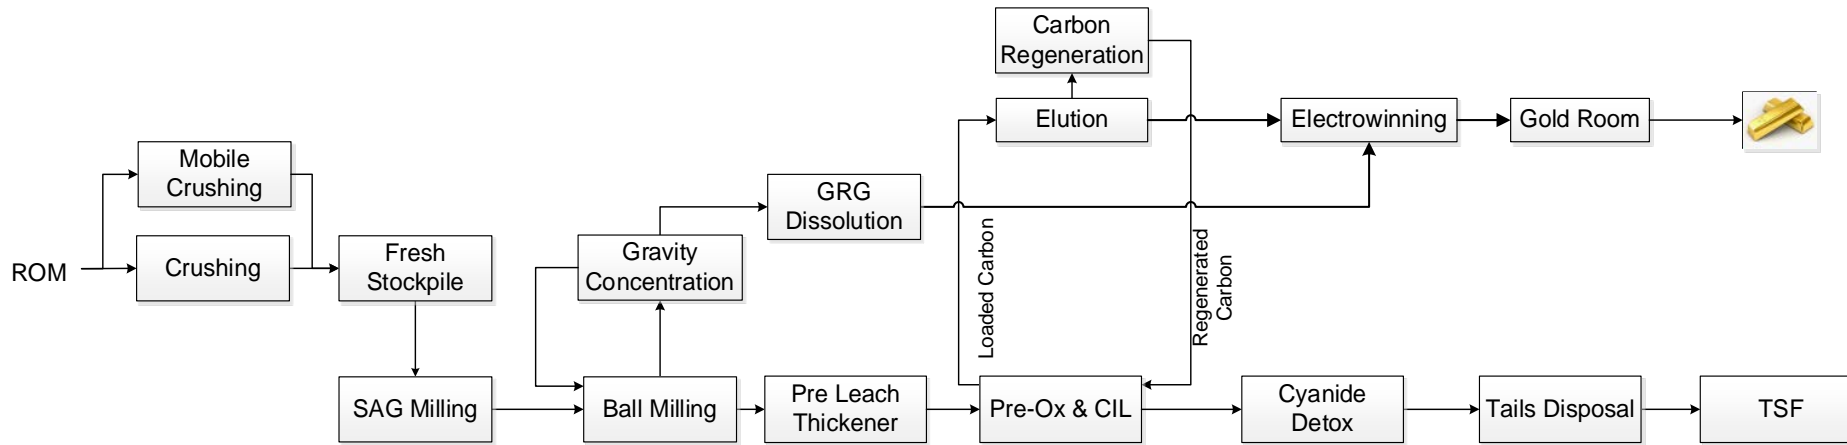 Carbon
Regeneration
Elution
Electrowinning
Gold Room
Mobile
Crushing
GRG
Dissolution
ROM
Crushing
Fresh
Stockpile
Gravity
Concentration
Loaded Carbon
Regenerated
Carbon
SAG Milling
Ball Milling
Pre Leach
Thickener
Pre-Ox & CIL
Cyanide
Detox
Tails Disposal
TSF